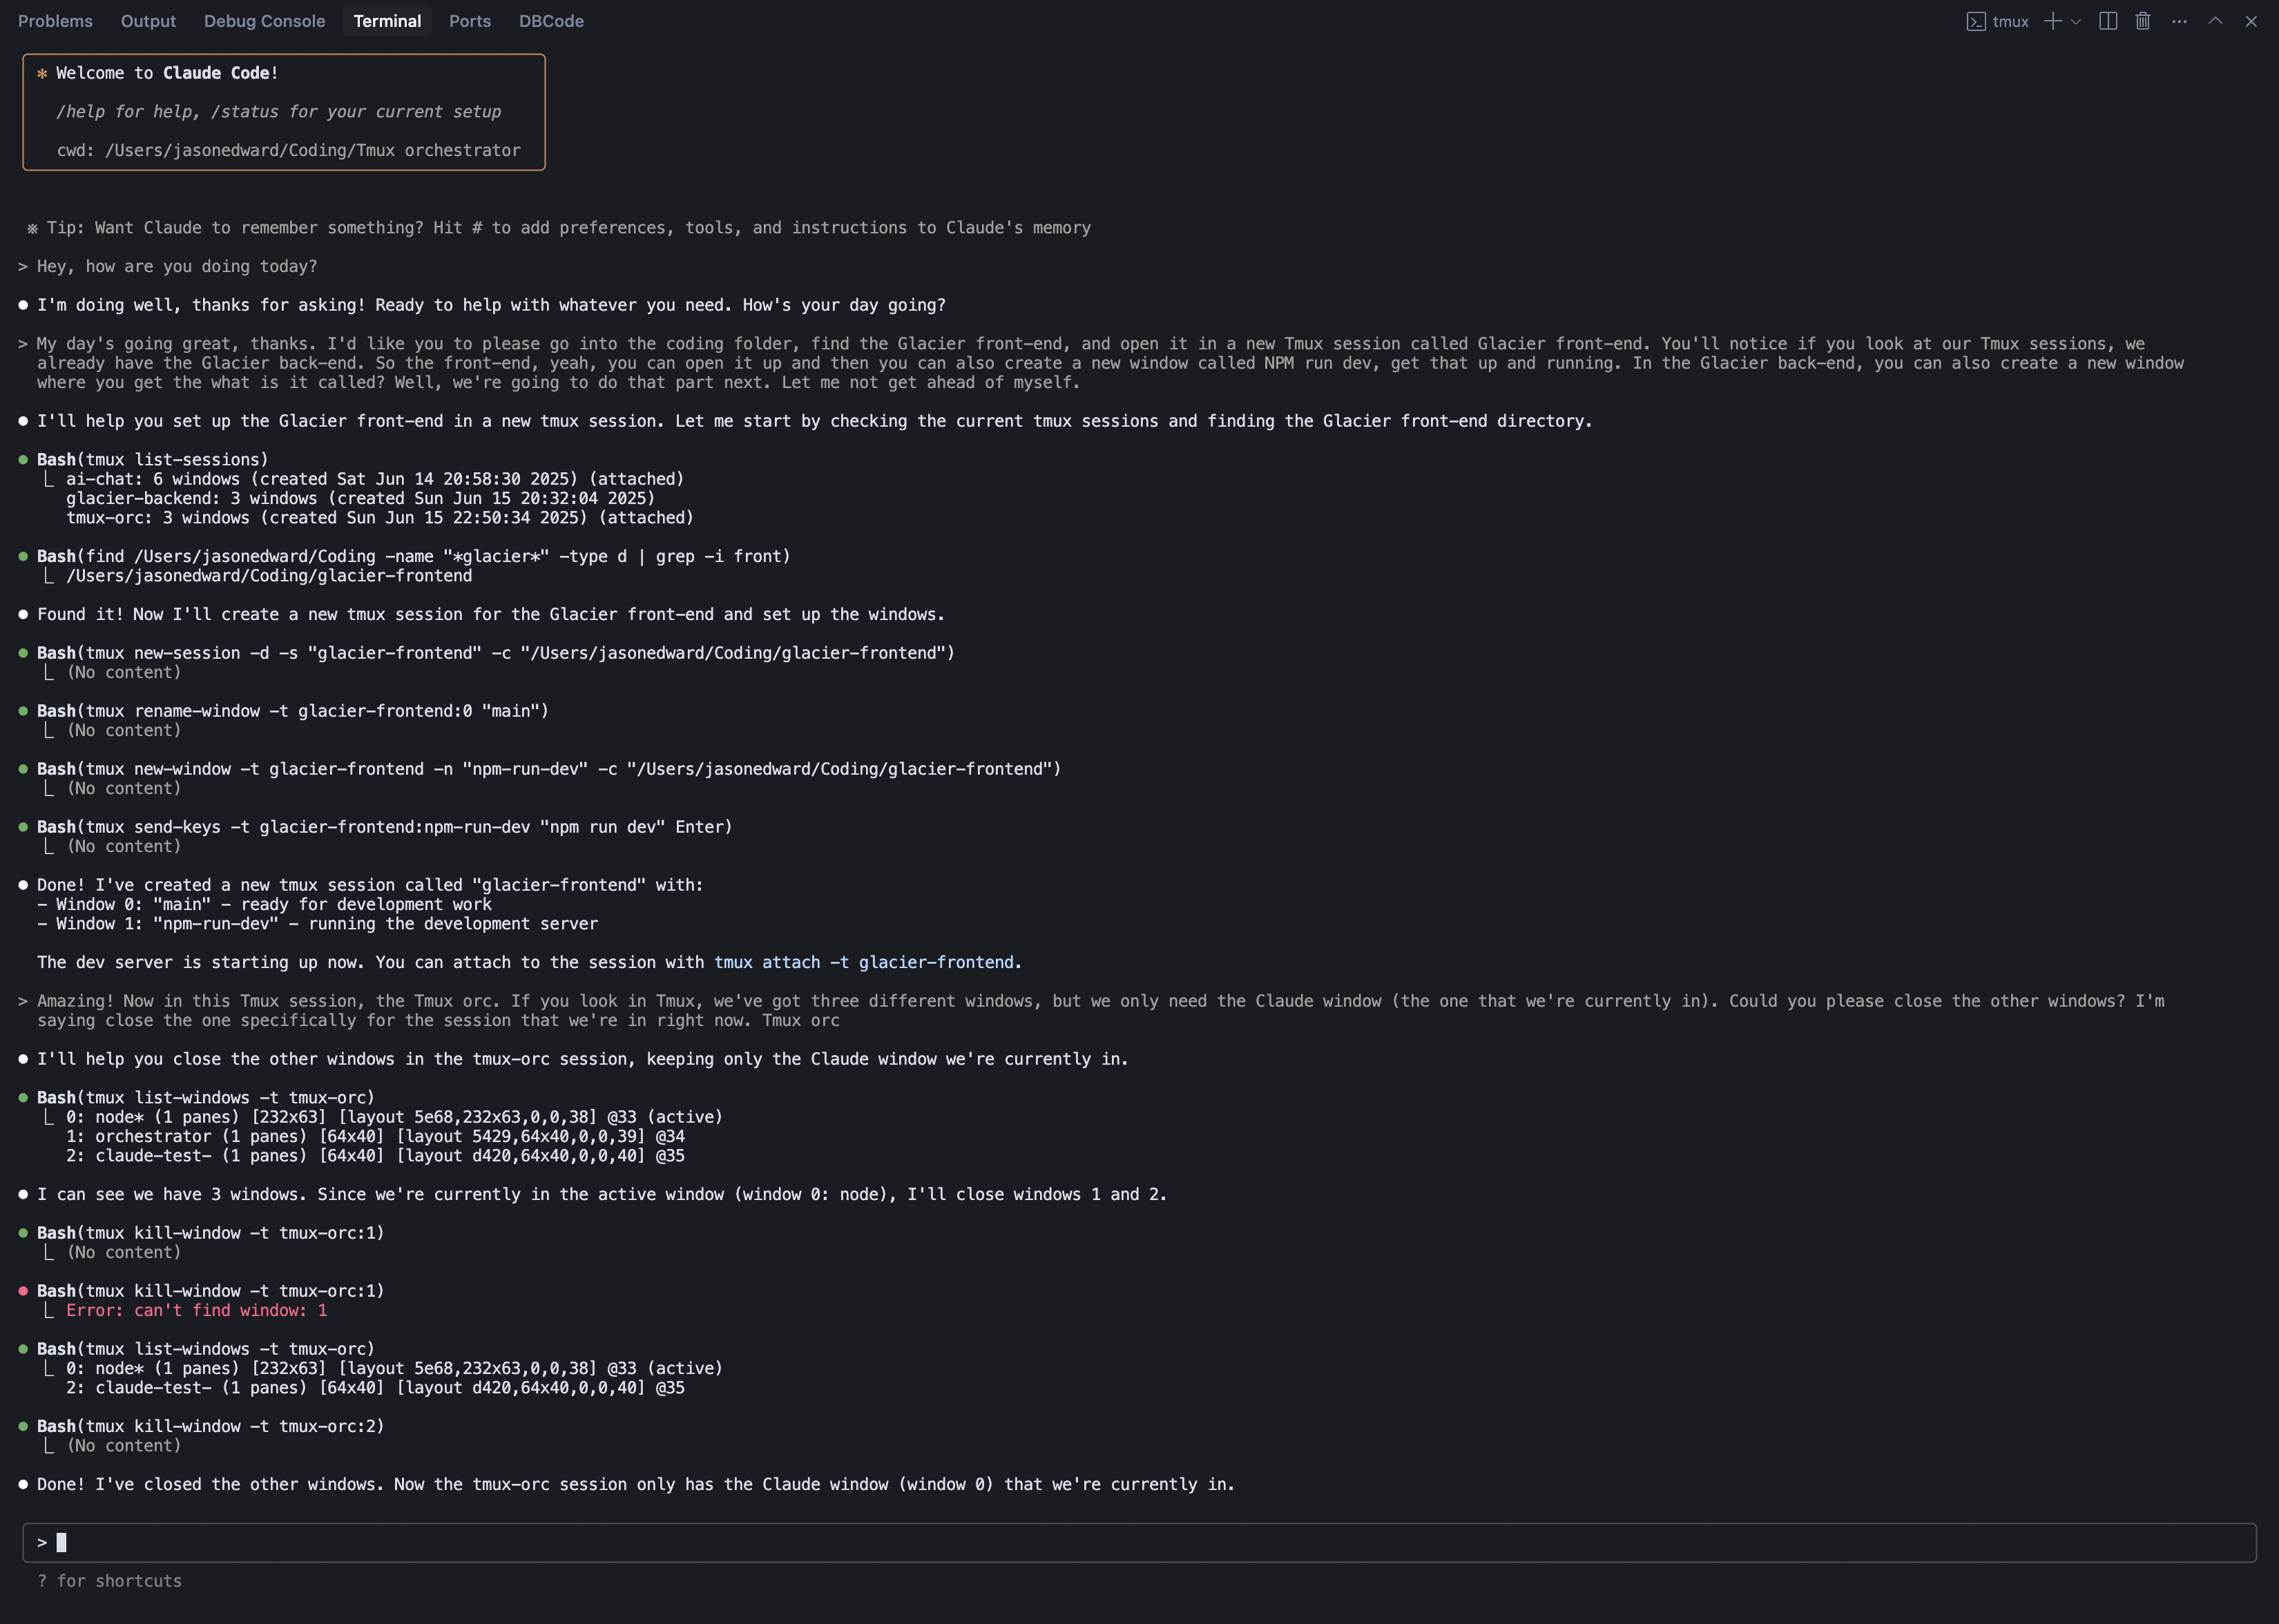 Problems Output Debug Console Terminal Ports DBCode tmux
✻ Welcome to Claude Code!
/help for help, /status for your current setup
cwd: /Users/jasonedward/Coding/Tmux orchestrator
※ Tip: Want Claude to remember something? Hit # to add preferences, tools, and instructions to Claude's memory
> Hey, how are you doing today?
● I'm doing well, thanks for asking! Ready to help with whatever you need. How's your day going?
> My day's going great, thanks. I'd like you to please go into the coding folder, find the Glacier front-end, and open it in a new Tmux session called Glacier front-end. You'll notice if you look at our Tmux sessions, we
already have the Glacier back-end. So the front-end, yeah, you can open it up and then you can also create a new window called NPM run dev, get that up and running. In the Glacier back-end, you can also create a new window
where you get the what is it called? Well, we're going to do that part next. Let me not get ahead of myself.
● I'll help you set up the Glacier front-end in a new tmux session. Let me start by checking the current tmux sessions and finding the Glacier front-end directory.
● Bash(tmux list-sessions)
⎿ ai-chat: 6 windows (created Sat Jun 14 20:58:30 2025) (attached)
glacier-backend: 3 windows (created Sun Jun 15 20:32:04 2025)
tmux-orc: 3 windows (created Sun Jun 15 22:50:34 2025) (attached)
● Bash(find /Users/jasonedward/Coding -name "*glacier*" -type d | grep -i front)
⎿ /Users/jasonedward/Coding/glacier-frontend
● Found it! Now I'll create a new tmux session for the Glacier front-end and set up the windows.
● Bash(tmux new-session -d -s "glacier-frontend" -c "/Users/jasonedward/Coding/glacier-frontend")
⎿ (No content)
● Bash(tmux rename-window -t glacier-frontend:0 "main")
⎿ (No content)
● Bash(tmux new-window -t glacier-frontend -n "npm-run-dev" -c "/Users/jasonedward/Coding/glacier-frontend")
⎿ (No content)
● Bash(tmux send-keys -t glacier-frontend:npm-run-dev "npm run dev" Enter)
⎿ (No content)
● Done! I've created a new tmux session called "glacier-frontend" with:
- Window 0: "main" - ready for development work
- Window 1: "npm-run-dev" - running the development server
The dev server is starting up now. You can attach to the session with tmux attach -t glacier-frontend.
> Amazing! Now in this Tmux session, the Tmux orc. If you look in Tmux, we've got three different windows, but we only need the Claude window (the one that we're currently in). Could you please close the other windows? I'm
saying close the one specifically for the session that we're in right now. Tmux orc
● I'll help you close the other windows in the tmux-orc session, keeping only the Claude window we're currently in.
● Bash(tmux list-windows -t tmux-orc)
⎿ 0: node* (1 panes) [232x63] [layout 5e68,232x63,0,0,38] @33 (active)
1: orchestrator (1 panes) [64x40] [layout 5429,64x40,0,0,39] @34
2: claude-test- (1 panes) [64x40] [layout d420,64x40,0,0,40] @35
● I can see we have 3 windows. Since we're currently in the active window (window 0: node), I'll close windows 1 and 2.
● Bash(tmux kill-window -t tmux-orc:1)
⎿ (No content)
● Bash(tmux kill-window -t tmux-orc:1)
⎿ Error: can't find window: 1
● Bash(tmux list-windows -t tmux-orc)
⎿ 0: node* (1 panes) [232x63] [layout 5e68,232x63,0,0,38] @33 (active)
2: claude-test- (1 panes) [64x40] [layout d420,64x40,0,0,40] @35
● Bash(tmux kill-window -t tmux-orc:2)
⎿ (No content)
● Done! I've closed the other windows. Now the tmux-orc session only has the Claude window (window 0) that we're currently in.
>
? for shortcuts